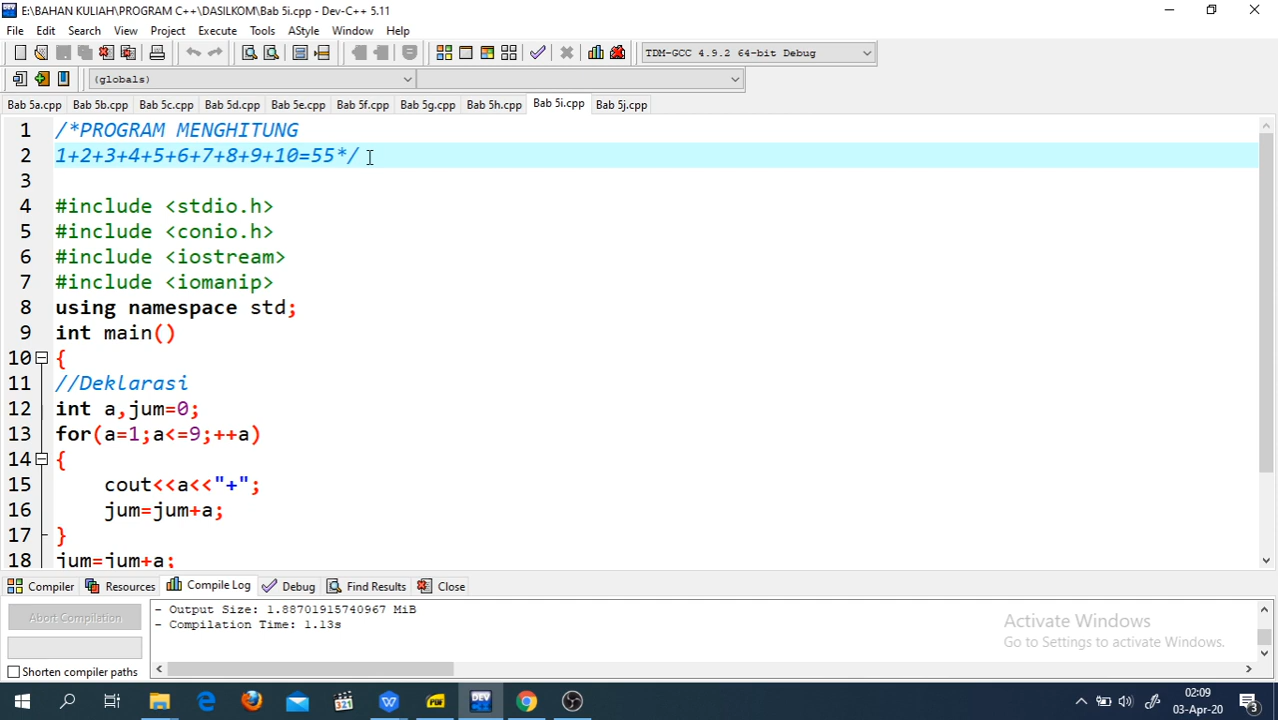 E:\BAHAN KULIAH\PROGRAM C++\DASILKOM\Bab 5i.cpp - Dev-C++ 5.11
File Edit Search View Project Execute Tools AStyle Window Help
TDM-GCC 4.9.2 64-bit Debug
(globals)
Bab 5a.cpp Bab 5b.cpp Bab 5c.cpp Bab 5d.cpp Bab 5e.cpp Bab 5f.cpp Bab 5g.cpp Bab 5h.cpp Bab 5i.cpp Bab 5j.cpp
1 /*PROGRAM MENGHITUNG
2 1+2+3+4+5+6+7+8+9+10=55*/
3
4 #include <stdio.h>
5 #include <conio.h>
6 #include <iostream>
7 #include <iomanip>
8 using namespace std;
9 int main()
10 {
11 //Deklarasi
12 int a,jum=0;
13 for(a=1;a<=9;++a)
14 {
15 cout<<a<<"+";
16 jum=jum+a;
17 }
18 jum=jum+a;
Compiler Resources Compile Log Debug Find Results Close
Abort Compilation
- Output Size: 1.88701915740967 MiB
- Compilation Time: 1.13s
Shorten compiler paths
Activate Windows
Go to Settings to activate Windows.
02:09
03-Apr-20
3